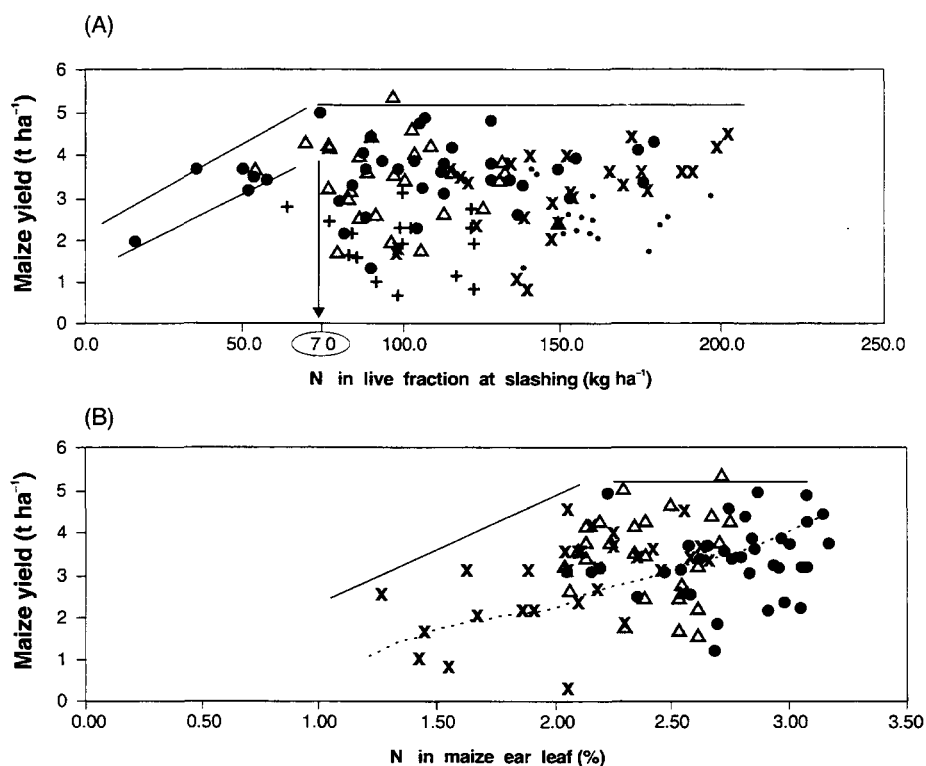 (A)
Maize yield (t ha⁻¹)
6
5
4
3
2
1
0
0.0 50.0 7 0 100.0 150.0 200.0 250.0
N in live fraction at slashing (kg ha⁻¹)
(B)
Maize yield (t ha⁻¹)
6
5
4
3
2
1
0
0.00 0.50 1.00 1.50 2.00 2.50 3.00 3.50
N in maize ear leaf (%)